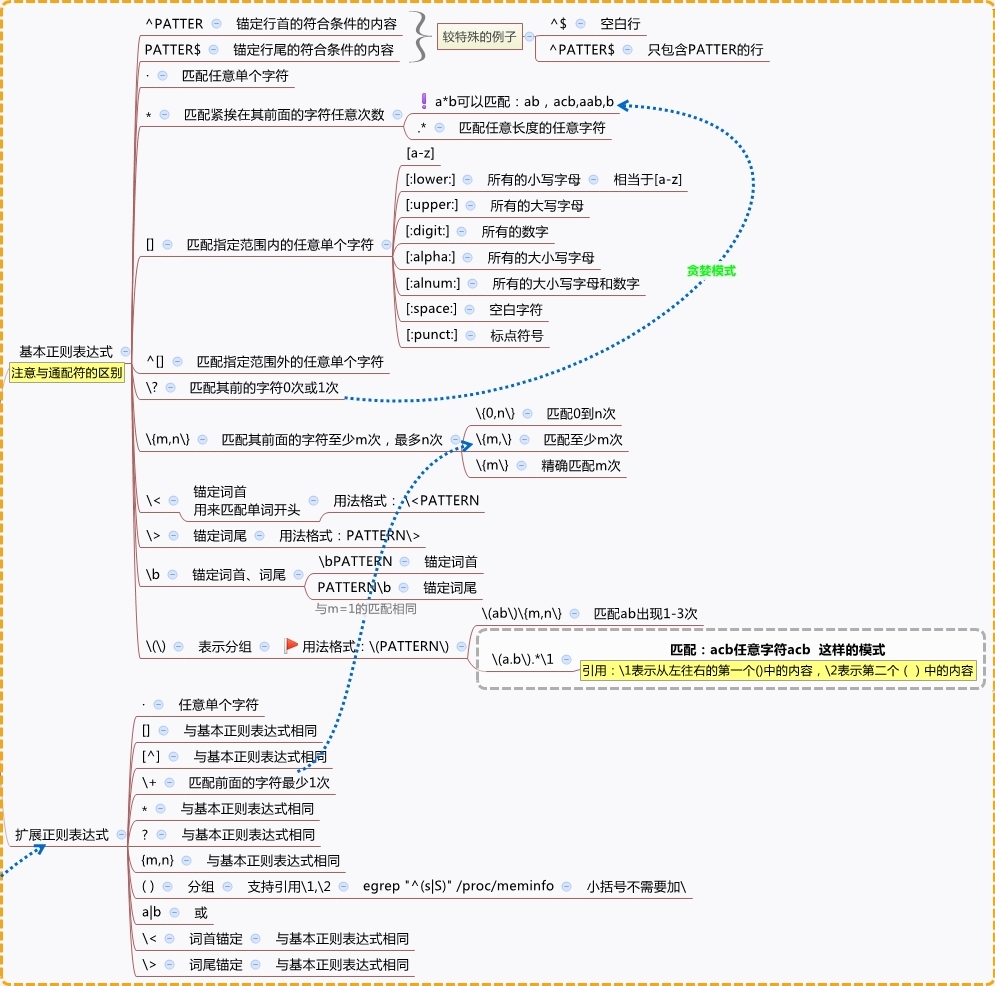 ^PATTER 锚定行首的符合条件的内容
PATTER$ 锚定行尾的符合条件的内容
较特殊的例子
^$ 空白行
^PATTER$ 只包含PATTER的行
· 匹配任意单个字符
* 匹配紧挨在其前面的字符任意次数
a*b可以匹配：ab，acb,aab,b
.* 匹配任意长度的任意字符
[] 匹配指定范围内的任意单个字符
[a-z]
[:lower:] 所有的小写字母 相当于[a-z]
[:upper:] 所有的大写字母
[:digit:] 所有的数字
[:alpha:] 所有的大小写字母
[:alnum:] 所有的大小写字母和数字
[:space:] 空白字符
[:punct:] 标点符号
贪婪模式
基本正则表达式
注意与通配符的区别
^[] 匹配指定范围外的任意单个字符
\? 匹配其前的字符0次或1次
\{m,n\} 匹配其前面的字符至少m次，最多n次
\{0,n\} 匹配0到n次
\{m,\} 匹配至少m次
\{m\} 精确匹配m次
\< 锚定词首
用来匹配单词开头
用法格式：\<PATTERN
\> 锚定词尾 用法格式：PATTERN\>
\b 锚定词首、词尾
\bPATTERN 锚定词首
PATTERN\b 锚定词尾
与m=1的匹配相同
\(\) 表示分组 用法格式：\(PATTERN\)
\(ab\)\{m,n\} 匹配ab出现1-3次
\(a.b\).*\1
匹配：acb任意字符acb 这样的模式
引用：\1表示从左往右的第一个()中的内容，\2表示第二个（）中的内容
扩展正则表达式
· 任意单个字符
[] 与基本正则表达式相同
[^] 与基本正则表达式相同
\+ 匹配前面的字符最少1次
* 与基本正则表达式相同
? 与基本正则表达式相同
{m,n} 与基本正则表达式相同
( ) 分组 支持引用\1,\2 egrep "^(s|S)" /proc/meminfo 小括号不需要加\
a|b 或
\< 词首锚定 与基本正则表达式相同
\> 词尾锚定 与基本正则表达式相同